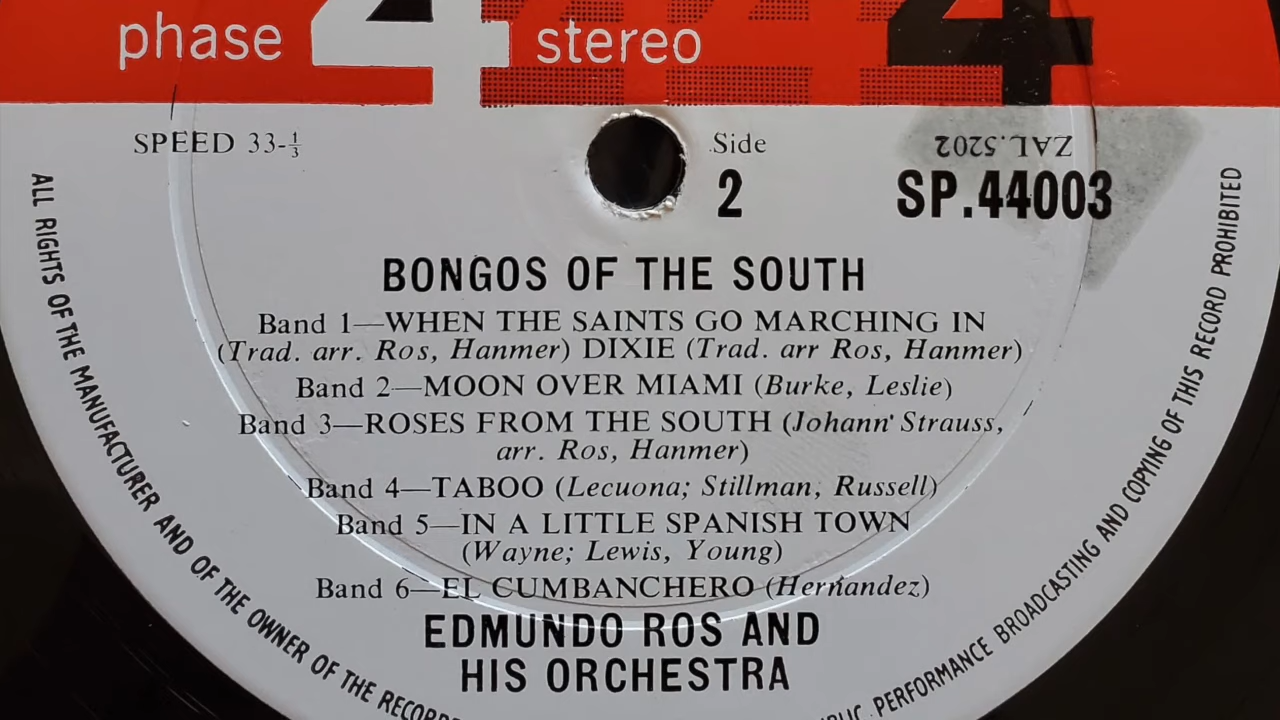 phase 4 stereo 4 4 4
SPEED 33-⅓
Side
2
ZAL.5202
SP.44003
BONGOS OF THE SOUTH
Band 1—WHEN THE SAINTS GO MARCHING IN
(Trad. arr. Ros, Hanmer) DIXIE (Trad. arr Ros, Hanmer)
Band 2—MOON OVER MIAMI (Burke, Leslie)
Band 3—ROSES FROM THE SOUTH (Johann Strauss,
arr. Ros, Hanmer)
Band 4—TABOO (Lecuona; Stillman, Russell)
Band 5—IN A LITTLE SPANISH TOWN
(Wayne; Lewis, Young)
Band 6—EL CUMBANCHERO (Hernandez)
EDMUNDO ROS AND
HIS ORCHESTRA
ALL RIGHTS OF THE MANUFACTURER AND OF THE OWNER OF THE
PERFORMANCE BROADCASTING AND COPYING OF THIS RECORD PROHIBITED